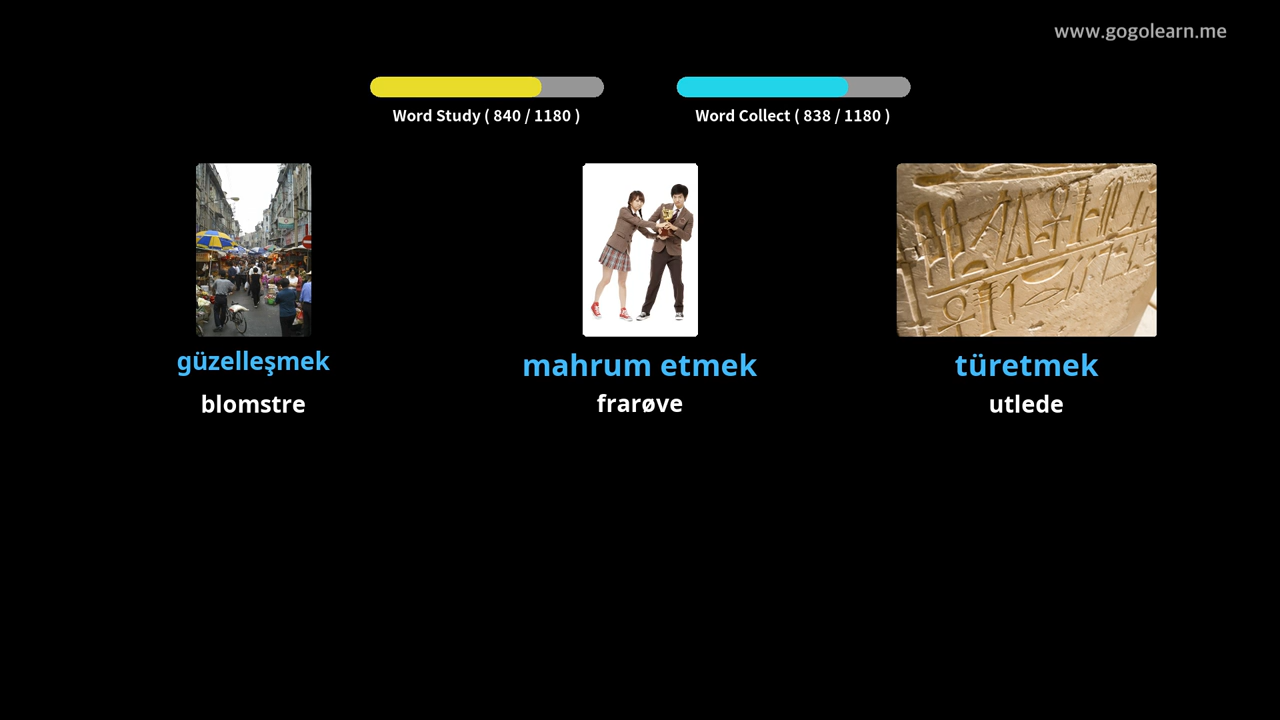 www.gogolearn.me
Word Study ( 840 / 1180 )
Word Collect ( 838 / 1180 )
güzelleşmek
blomstre
mahrum etmek
frarøve
türetmek
utlede